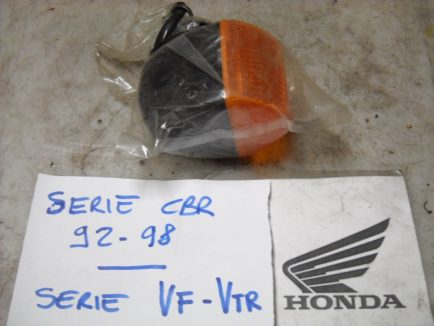 SERIE CBR
92-98
SERIE VF-VTR
HONDA